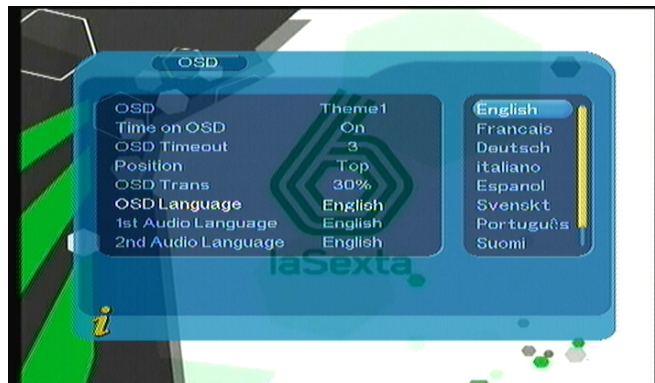 OSD
OSD Theme1
Time on OSD On
OSD Timeout 3
Position Top
OSD Trans 30%
OSD Language English
1st Audio Language English
2nd Audio Language English
English
Francais
Deutsch
italiano
Espanol
Svenskt
Português
Suomi
laSexta
i